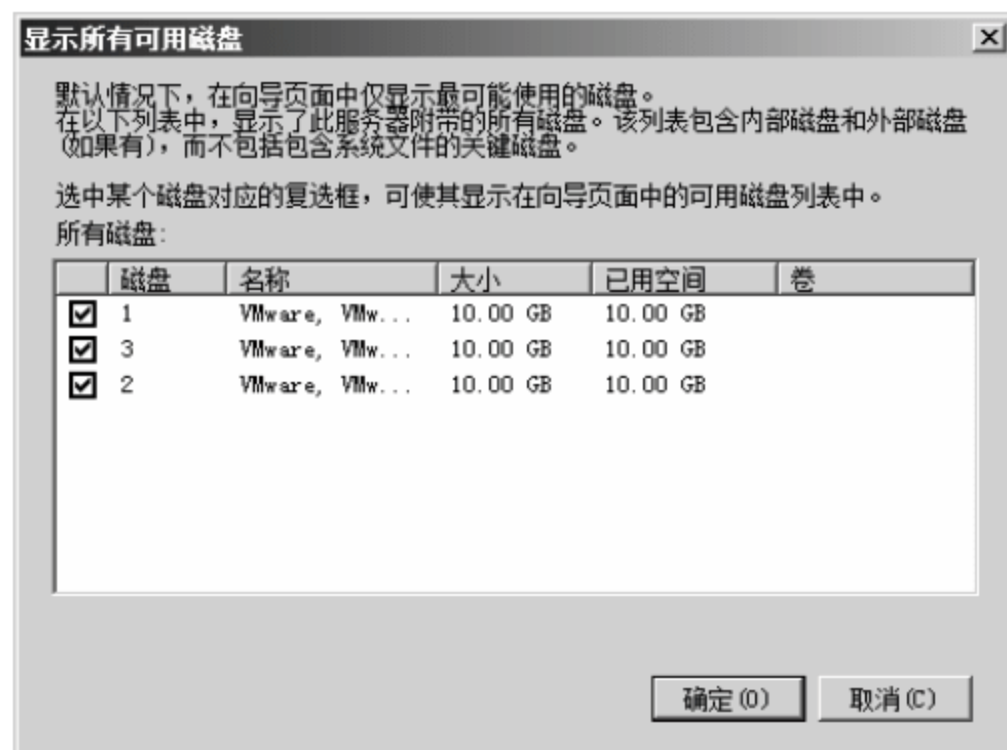 显示所有可用磁盘
默认情况下，在向导页面中仅显示最可能使用的磁盘。
在以下列表中，显示了此服务器附带的所有磁盘。该列表包含内部磁盘和外部磁盘
(如果有)，而不包括包含系统文件的关键磁盘。
选中某个磁盘对应的复选框，可使其显示在向导页面中的可用磁盘列表中。
所有磁盘:
磁盘 名称 大小 已用空间 卷
1 VMware, VMw... 10.00 GB 10.00 GB
3 VMware, VMw... 10.00 GB 10.00 GB
2 VMware, VMw... 10.00 GB 10.00 GB
确定(O) 取消(C)